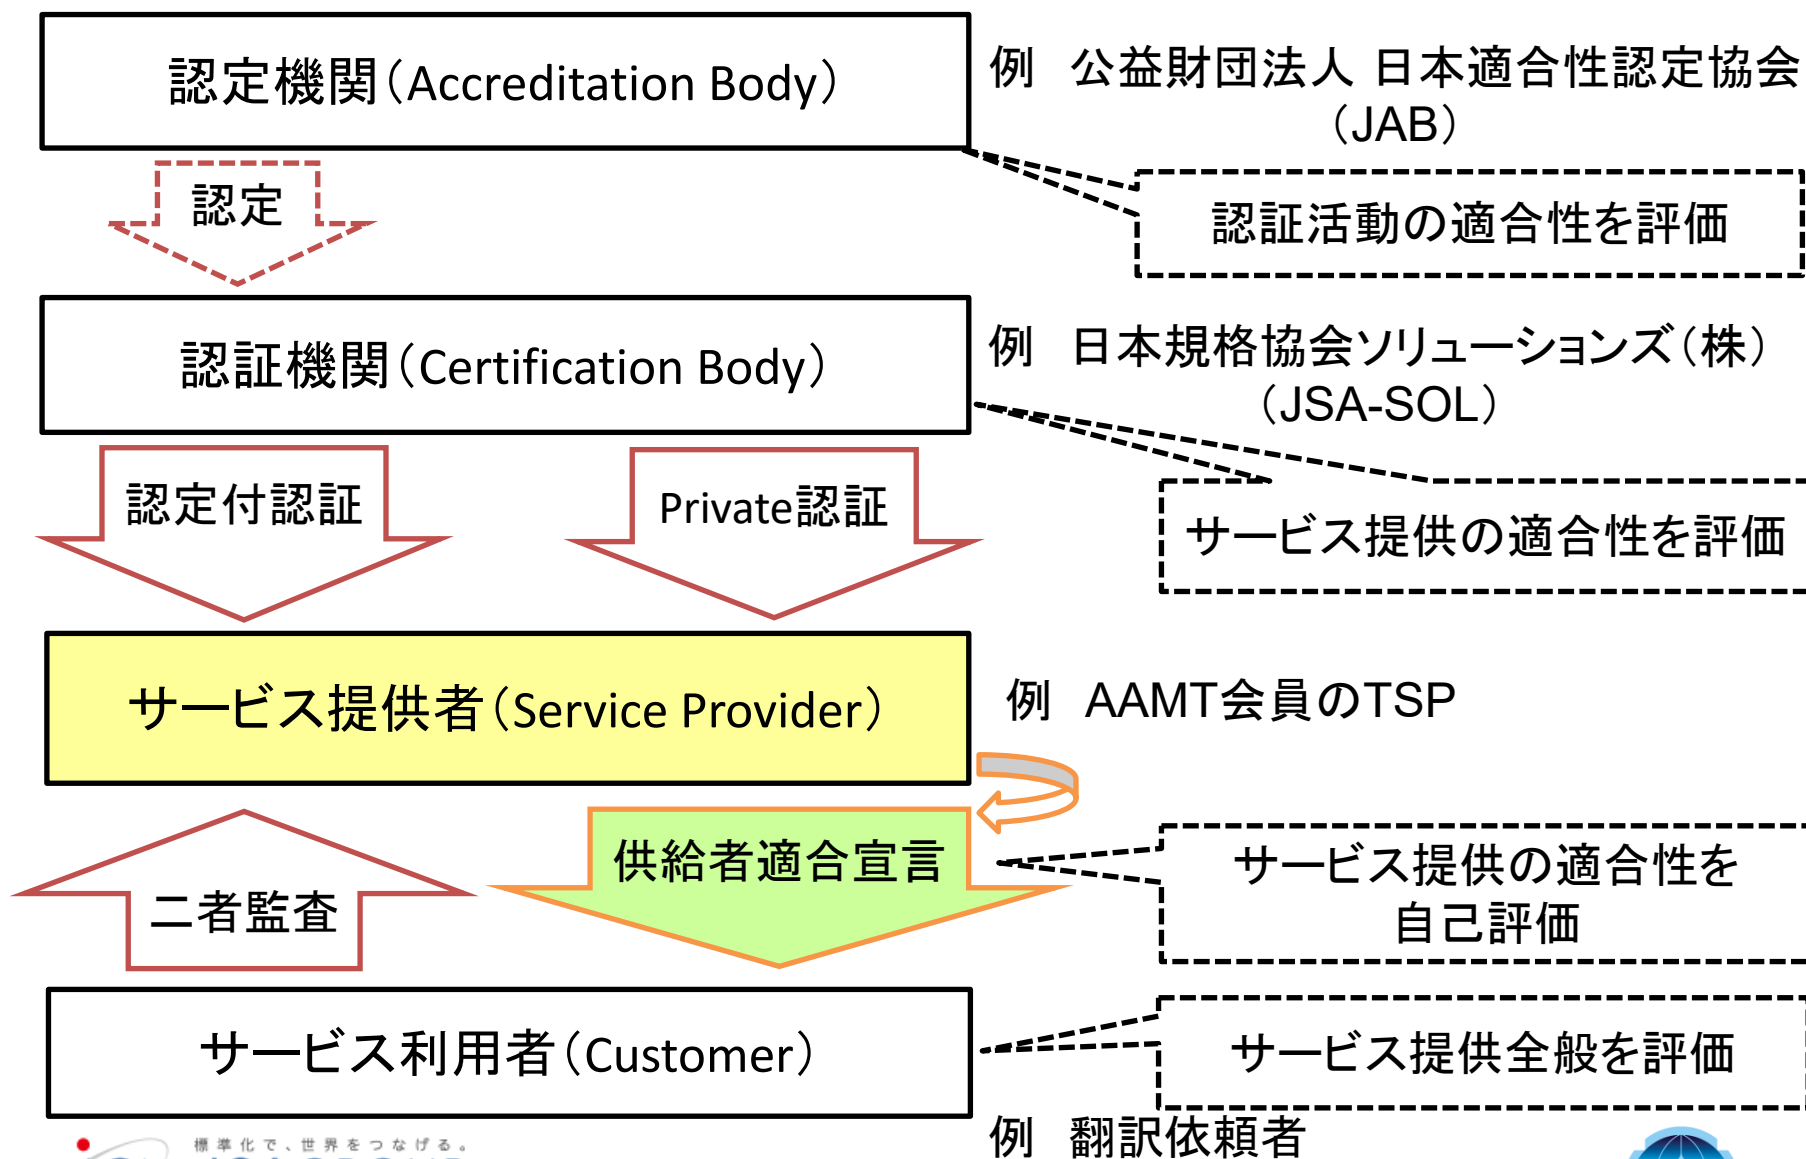 認定機関（Accreditation Body）
例　公益財団法人 日本適合性認定協会
（JAB）
認定
認証活動の適合性を評価
認証機関（Certification Body）
例　日本規格協会ソリューションズ（株）
（JSA-SOL）
認定付認証
Private認証
サービス提供の適合性を評価
サービス提供者（Service Provider）
例　AAMT会員のTSP
供給者適合宣言
サービス提供の適合性を
自己評価
二者監査
サービス利用者（Customer）
サービス提供全般を評価
例　翻訳依頼者
標準化で、世界をつなげる。